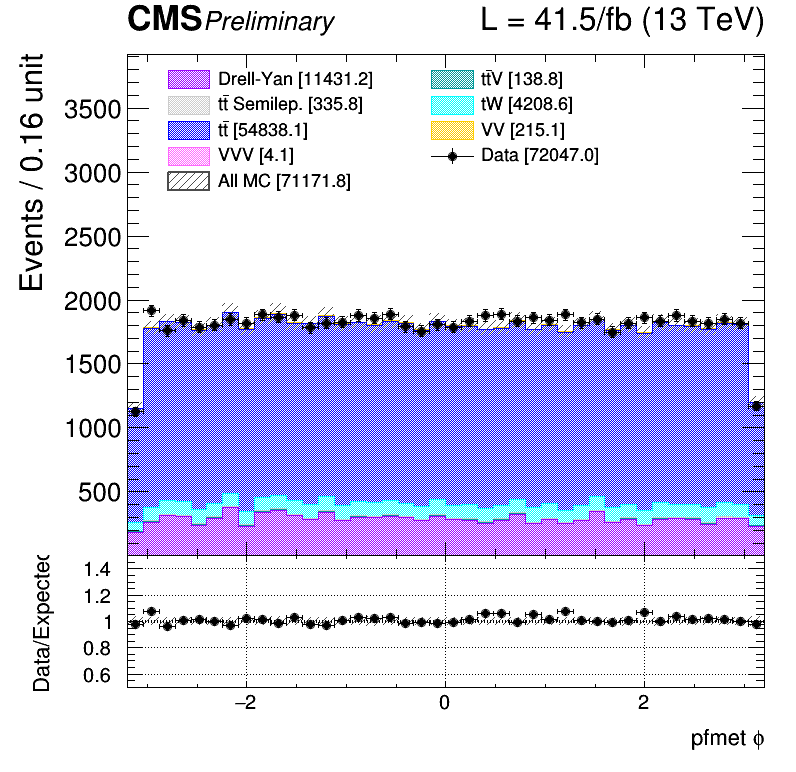 CMS Preliminary L = 41.5/fb (13 TeV)
Events / 0.16 unit
3500
3000
2500
2000
1500
1000
500
Drell-Yan [11431.2]
tt̄ Semilep. [335.8]
tt̄ [54838.1]
VVV [4.1]
All MC [71171.8]
tt̄V [138.8]
tW [4208.6]
VV [215.1]
Data [72047.0]
Data/Expected
1.4
1.2
1
0.8
0.6
−2 0 2
pfmet ϕ